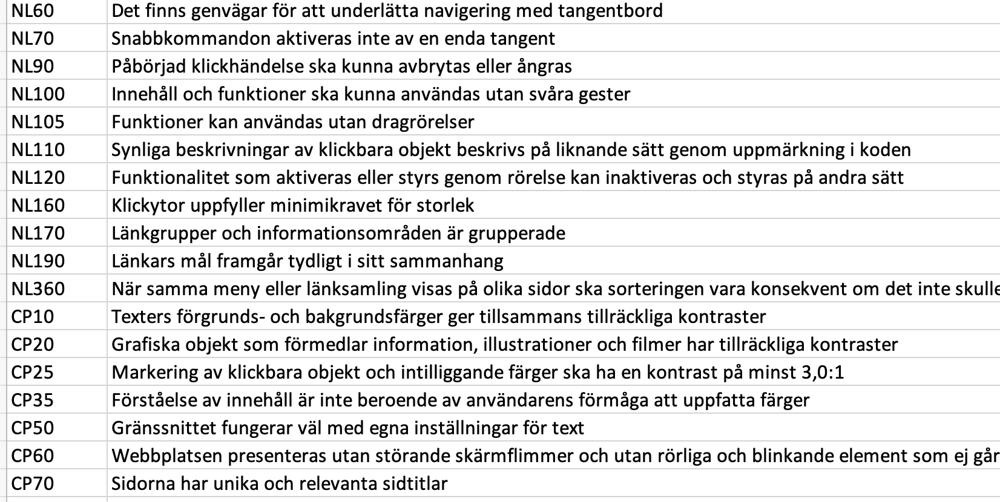 NL60 Det finns genvägar för att underlätta navigering med tangentbord
NL70 Snabbkommandon aktiveras inte av en enda tangent
NL90 Påbörjad klickhändelse ska kunna avbrytas eller ångras
NL100 Innehåll och funktioner ska kunna användas utan svåra gester
NL105 Funktioner kan användas utan dragrörelser
NL110 Synliga beskrivningar av klickbara objekt beskrivs på liknande sätt genom uppmärkning i koden
NL120 Funktionalitet som aktiveras eller styrs genom rörelse kan inaktiveras och styras på andra sätt
NL160 Klickytor uppfyller minimikravet för storlek
NL170 Länkgrupper och informationsområden är grupperade
NL190 Länkars mål framgår tydligt i sitt sammanhang
NL360 När samma meny eller länksamling visas på olika sidor ska sorteringen vara konsekvent om det inte skulle
CP10 Texters förgrunds- och bakgrundsfärger ger tillsammans tillräckliga kontraster
CP20 Grafiska objekt som förmedlar information, illustrationer och filmer har tillräckliga kontraster
CP25 Markering av klickbara objekt och intilliggande färger ska ha en kontrast på minst 3,0:1
CP35 Förståelse av innehåll är inte beroende av användarens förmåga att uppfatta färger
CP50 Gränssnittet fungerar väl med egna inställningar för text
CP60 Webbplatsen presenteras utan störande skärmflimmer och utan rörliga och blinkande element som ej går
CP70 Sidorna har unika och relevanta sidtitlar